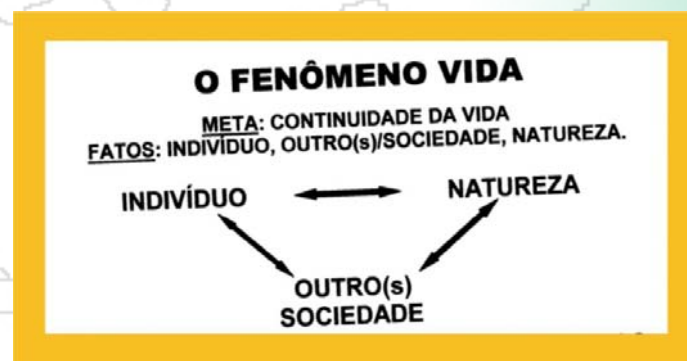 O FENÔMENO VIDA
META: CONTINUIDADE DA VIDA
FATOS: INDIVÍDUO, OUTRO(s)/SOCIEDADE, NATUREZA.
INDIVÍDUO NATUREZA
OUTRO(s)
SOCIEDADE